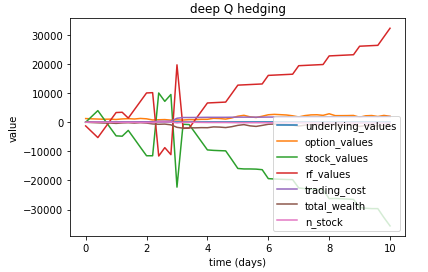 deep Q hedging
30000
20000
10000
0
−10000
−20000
−30000
value
0
2
4
6
8
10
time (days)
underlying_values
option_values
stock_values
rf_values
trading_cost
total_wealth
n_stock